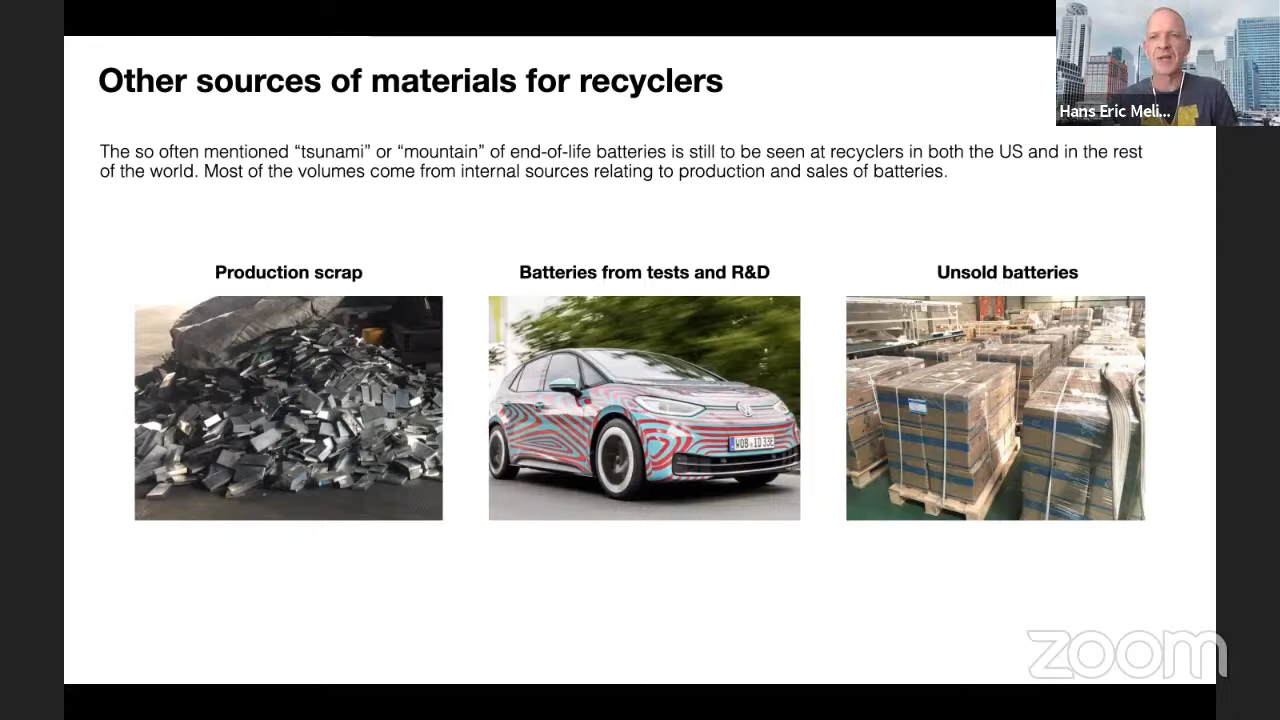 Other sources of materials for recyclers
Hans Eric Meli...
The so often mentioned “tsunami” or “mountain” of end-of-life batteries is still to be seen at recyclers in both the US and in the rest
of the world. Most of the volumes come from internal sources relating to production and sales of batteries.
Production scrap
Batteries from tests and R&D
Unsold batteries
WOB ID 33E
zoom